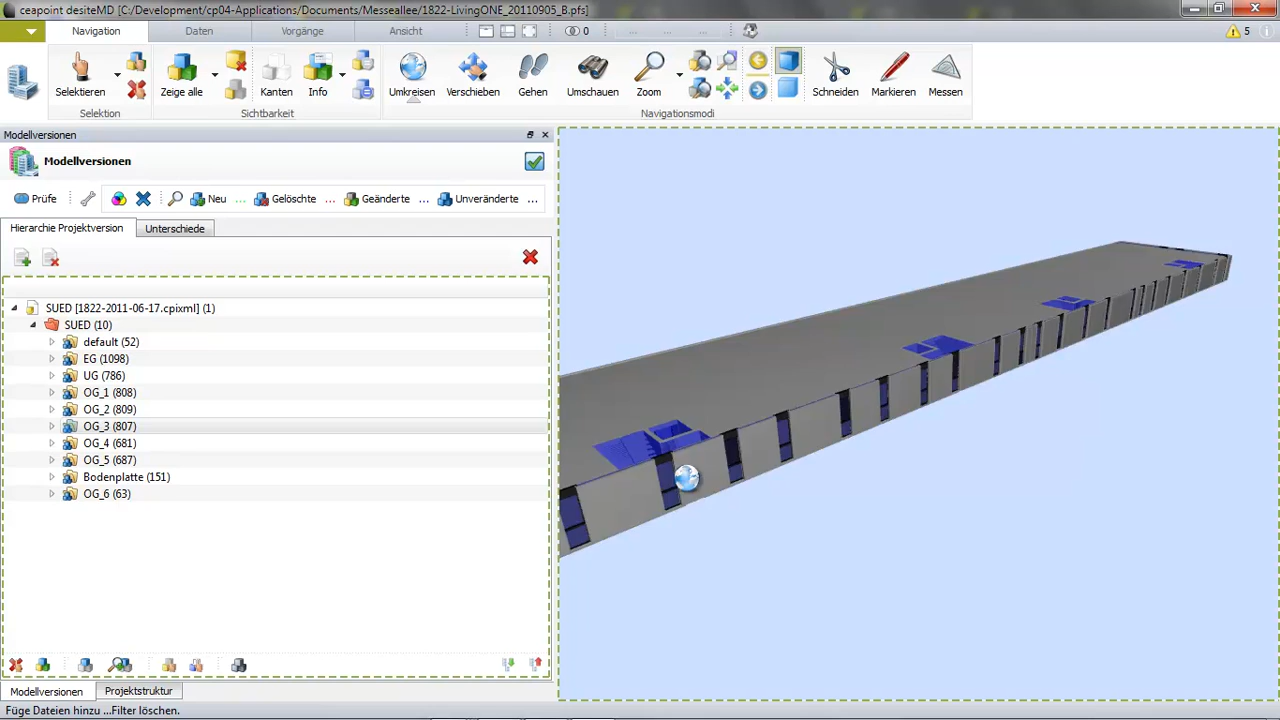 ceapoint desiteMD [C:/Development/cp04-Applications/Documents/Messeallee/1822-LivingONE_20110905_B.pfs]
Navigation Daten Vorgänge Ansicht 0 ... ... ... 5
Selektieren Zeige alle Kanten Info Umkreisen Verschieben Gehen Umschauen Zoom Schneiden Markieren Messen
Selektion Sichtbarkeit Navigationsmodi
Modellversionen
Modellversionen
Prüfe Neu ... Gelöschte ... Geänderte ... Unveränderte ...
Hierarchie Projektversion Unterschiede
SUED [1822-2011-06-17.cpixml] (1)
SUED (10)
default (52)
EG (1098)
UG (786)
OG_1 (808)
OG_2 (809)
OG_3 (807)
OG_4 (681)
OG_5 (687)
Bodenplatte (151)
OG_6 (63)
Modellversionen Projektstruktur
Füge Dateien hinzu ...Filter löschen.